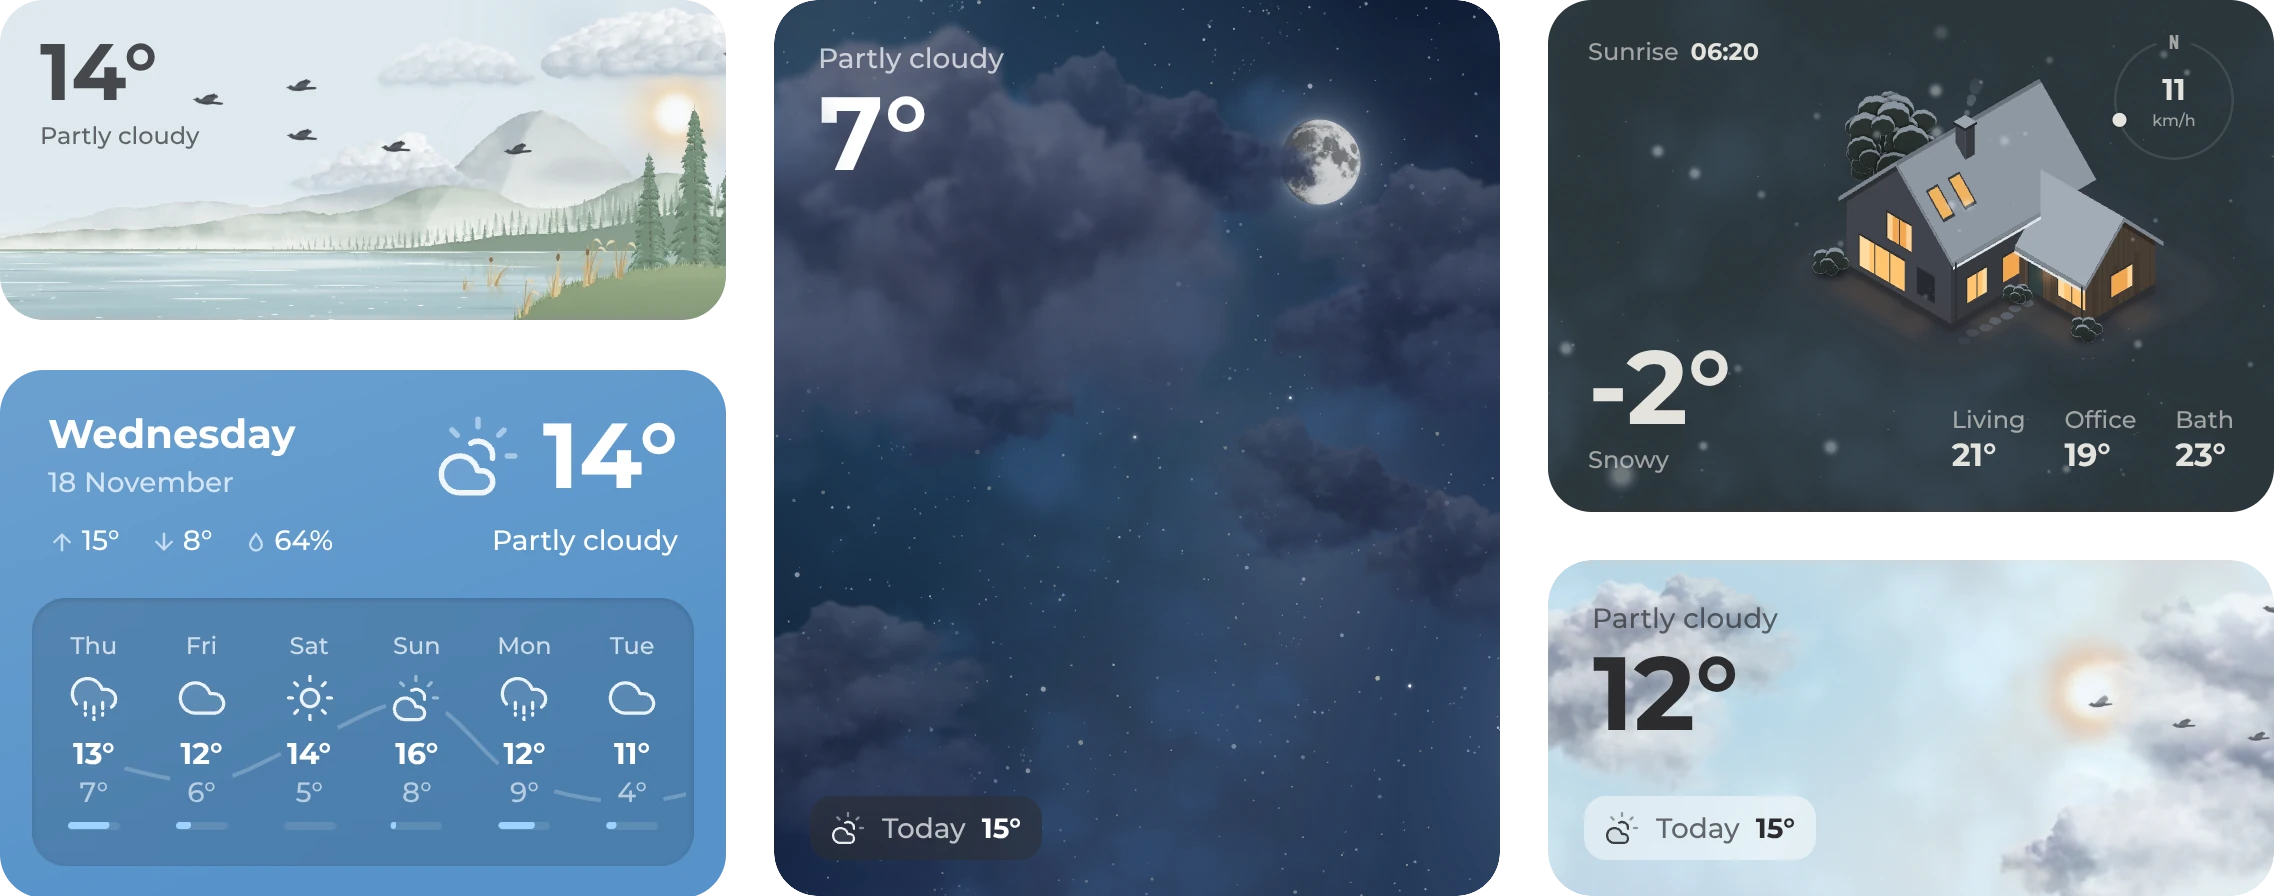 14°
Partly cloudy
Wednesday
18 November
14°
15° 8° 64%
Partly cloudy
Thu Fri Sat Sun Mon Tue
13° 12° 14° 16° 12° 11°
7° 6° 5° 8° 9° 4°
Partly cloudy
7°
Today 15°
Sunrise 06:20
N
11
km/h
-2°
Snowy
Living Office Bath
21° 19° 23°
Partly cloudy
12°
Today 15°